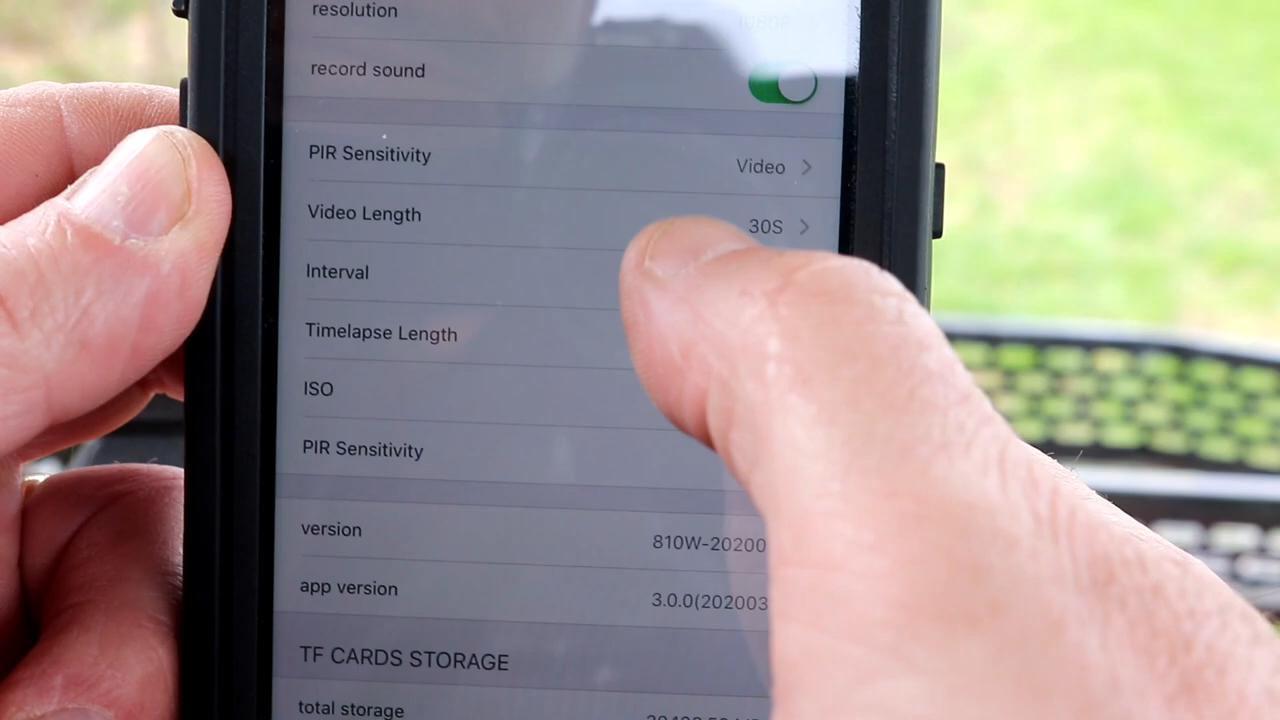 resolution 1080P
record sound
PIR Sensitivity Video
Video Length 30S
Interval
Timelapse Length
ISO
PIR Sensitivity
version 810W-20200
app version 3.0.0(202003
TF CARDS STORAGE
total storage